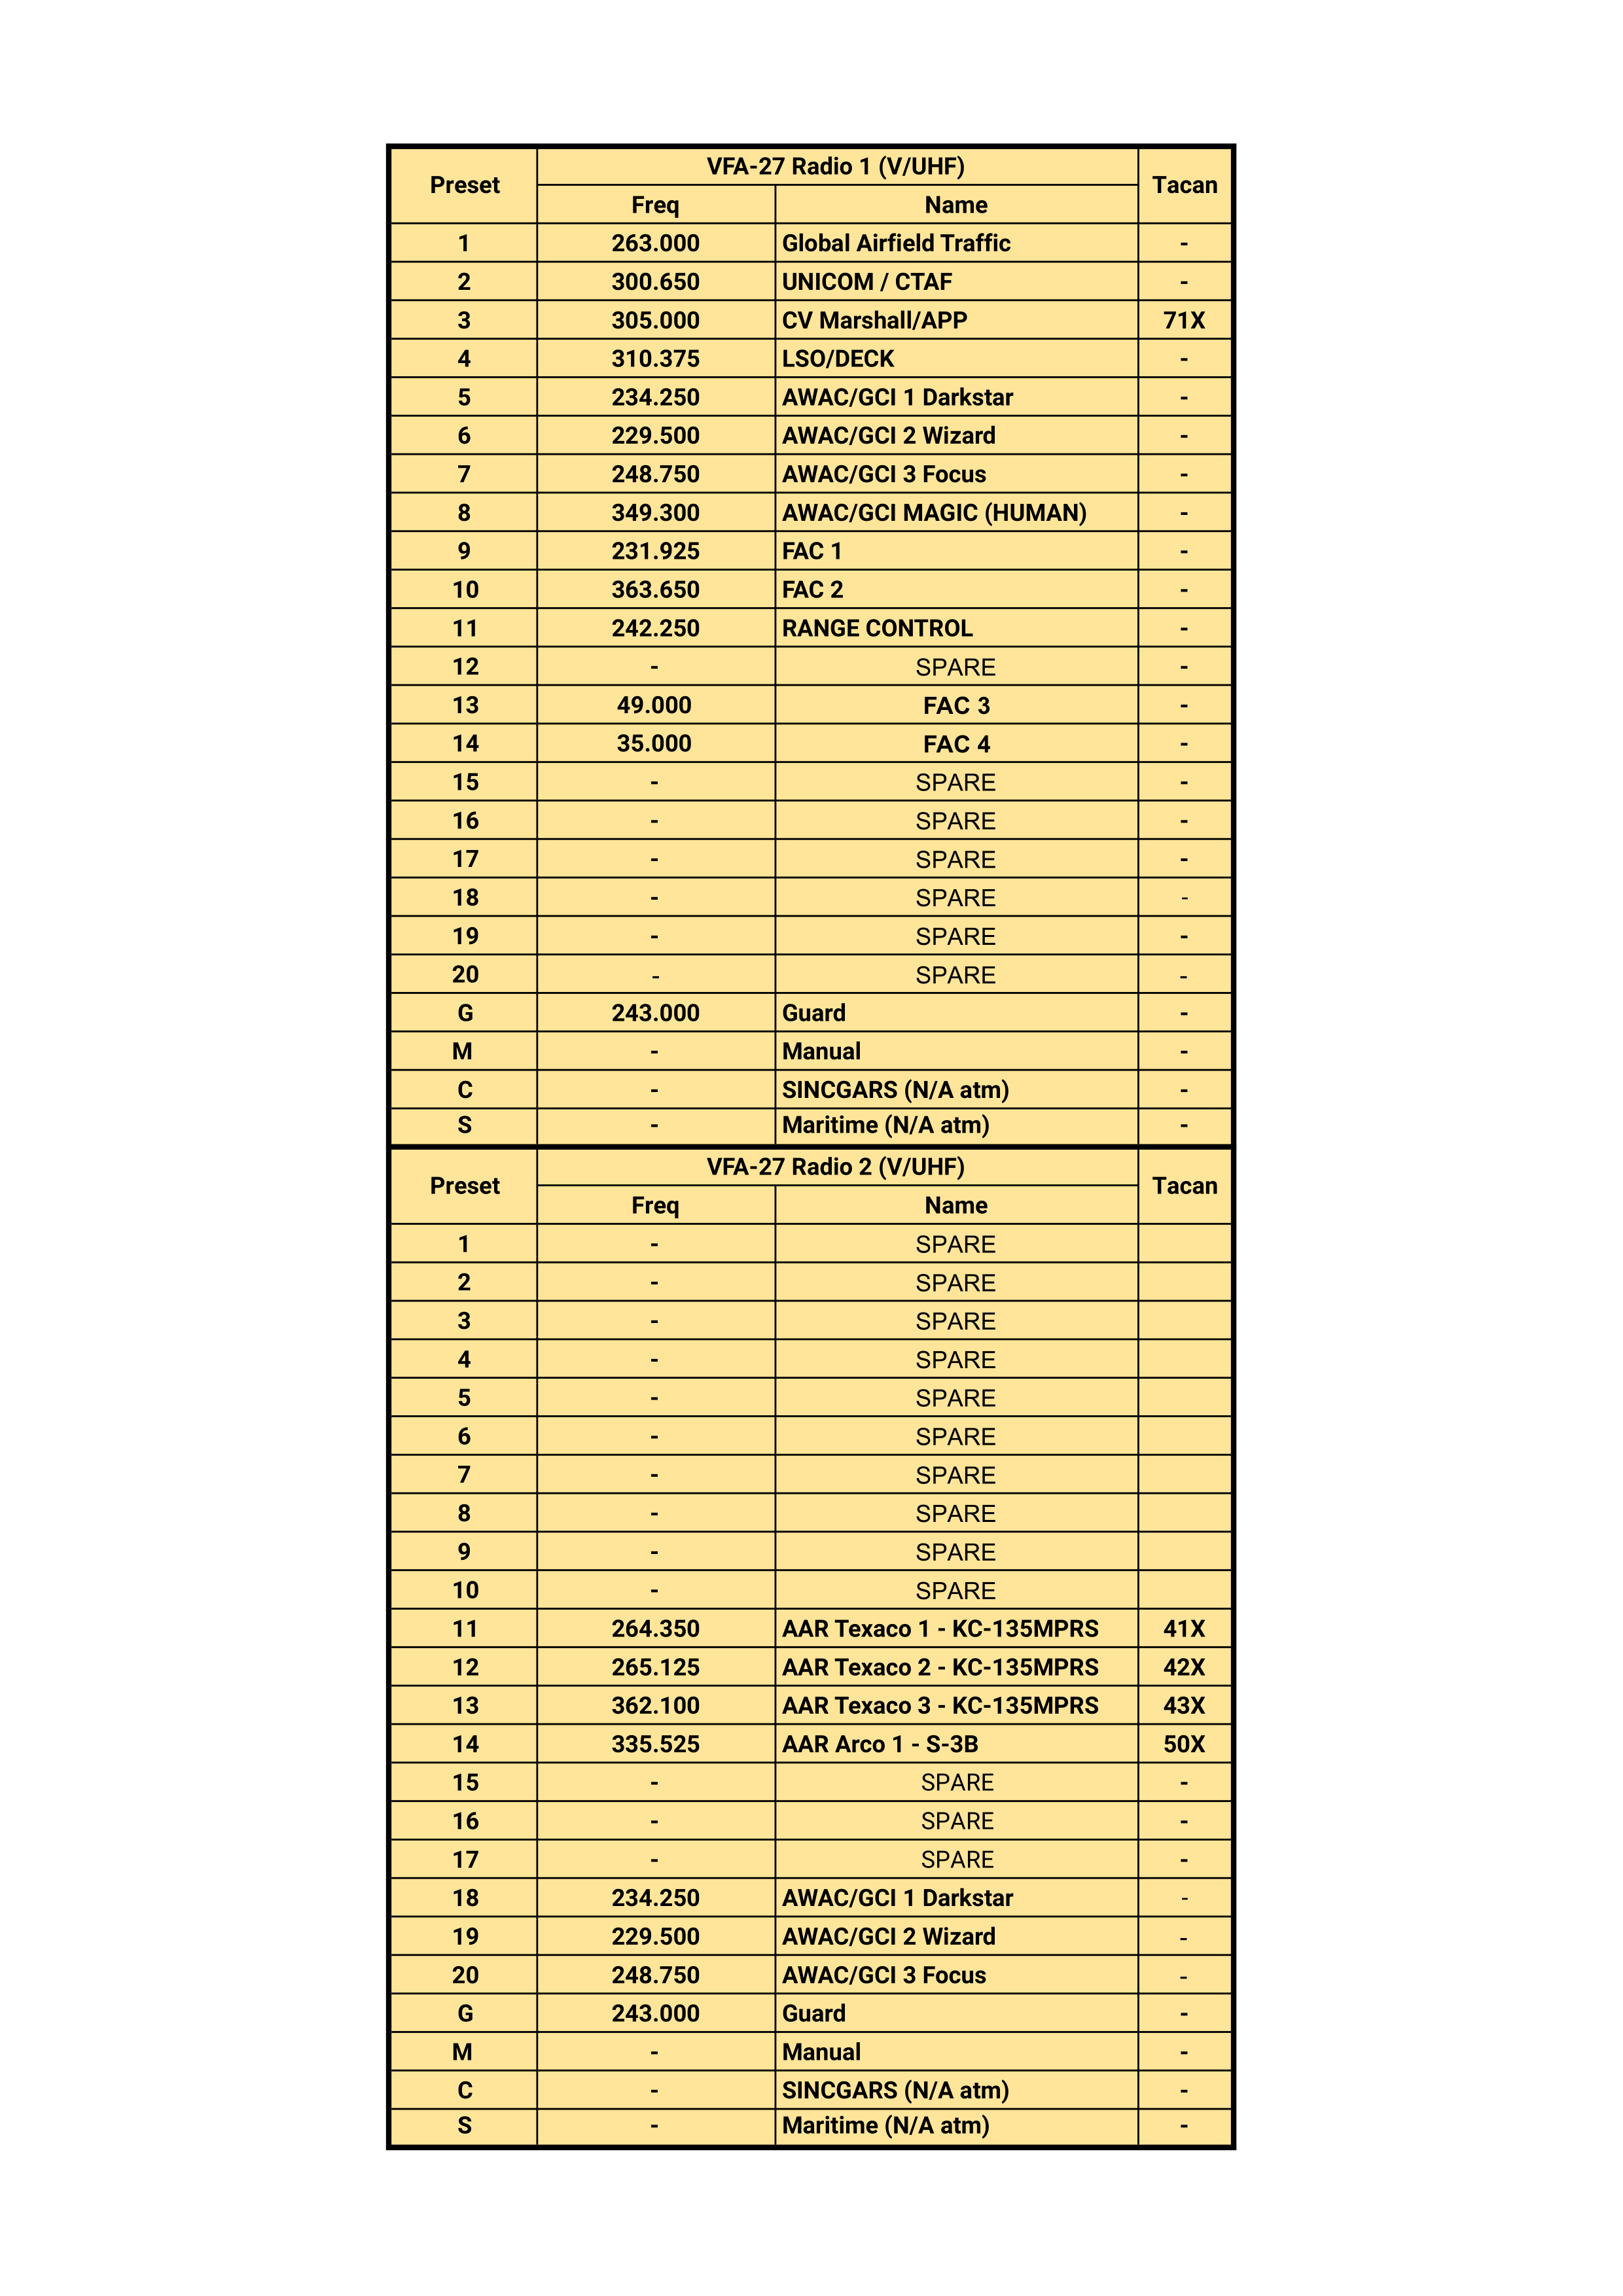 Preset VFA-27 Radio 1 (V/UHF) Tacan
Freq Name
1 263.000 Global Airfield Traffic -
2 300.650 UNICOM / CTAF -
3 305.000 CV Marshall/APP 71X
4 310.375 LSO/DECK -
5 234.250 AWAC/GCI 1 Darkstar -
6 229.500 AWAC/GCI 2 Wizard -
7 248.750 AWAC/GCI 3 Focus -
8 349.300 AWAC/GCI MAGIC (HUMAN) -
9 231.925 FAC 1 -
10 363.650 FAC 2 -
11 242.250 RANGE CONTROL -
12 - SPARE -
13 49.000 FAC 3 -
14 35.000 FAC 4 -
15 - SPARE -
16 - SPARE -
17 - SPARE -
18 - SPARE -
19 - SPARE -
20 - SPARE -
G 243.000 Guard -
M - Manual -
C - SINCGARS (N/A atm) -
S - Maritime (N/A atm) -
Preset VFA-27 Radio 2 (V/UHF) Tacan
Freq Name
1 - SPARE
2 - SPARE
3 - SPARE
4 - SPARE
5 - SPARE
6 - SPARE
7 - SPARE
8 - SPARE
9 - SPARE
10 - SPARE
11 264.350 AAR Texaco 1 - KC-135MPRS 41X
12 265.125 AAR Texaco 2 - KC-135MPRS 42X
13 362.100 AAR Texaco 3 - KC-135MPRS 43X
14 335.525 AAR Arco 1 - S-3B 50X
15 - SPARE -
16 - SPARE -
17 - SPARE -
18 234.250 AWAC/GCI 1 Darkstar -
19 229.500 AWAC/GCI 2 Wizard -
20 248.750 AWAC/GCI 3 Focus -
G 243.000 Guard -
M - Manual -
C - SINCGARS (N/A atm) -
S - Maritime (N/A atm) -